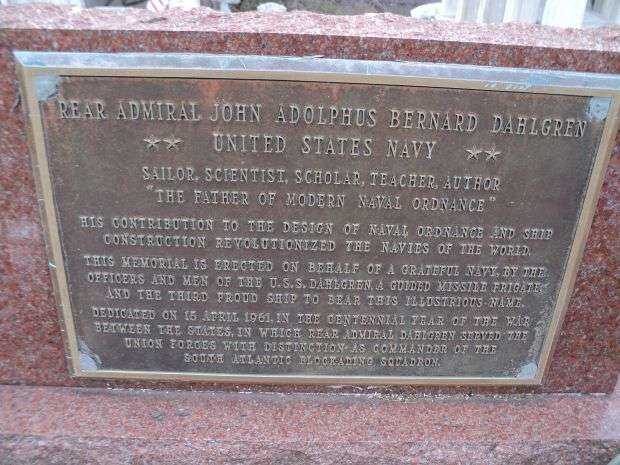 REAR ADMIRAL JOHN ADOLPHUS BERNARD DAHLGREN
UNITED STATES NAVY
SAILOR, SCIENTIST, SCHOLAR, TEACHER, AUTHOR
"THE FATHER OF MODERN NAVAL ORDNANCE"
HIS CONTRIBUTION TO THE DESIGN OF NAVAL ORDNANCE AND SHIP
CONSTRUCTION REVOLUTIONIZED THE NAVIES OF THE WORLD.
THIS MEMORIAL IS ERECTED ON BEHALF OF A GRATEFUL NAVY, BY THE
OFFICERS AND MEN OF THE U.S.S. DAHLGREN, A GUIDED MISSILE FRIGATE
AND THE THIRD PROUD SHIP TO BEAR THIS ILLUSTRIOUS NAME.
DEDICATED ON 15 APRIL 1961, IN THE CENTENNIAL YEAR OF THE WAR
BETWEEN THE STATES, IN WHICH REAR ADMIRAL DAHLGREN SERVED THE
UNION FORCES WITH DISTINCTION AS COMMANDER OF THE
SOUTH ATLANTIC BLOCKADING SQUADRON.